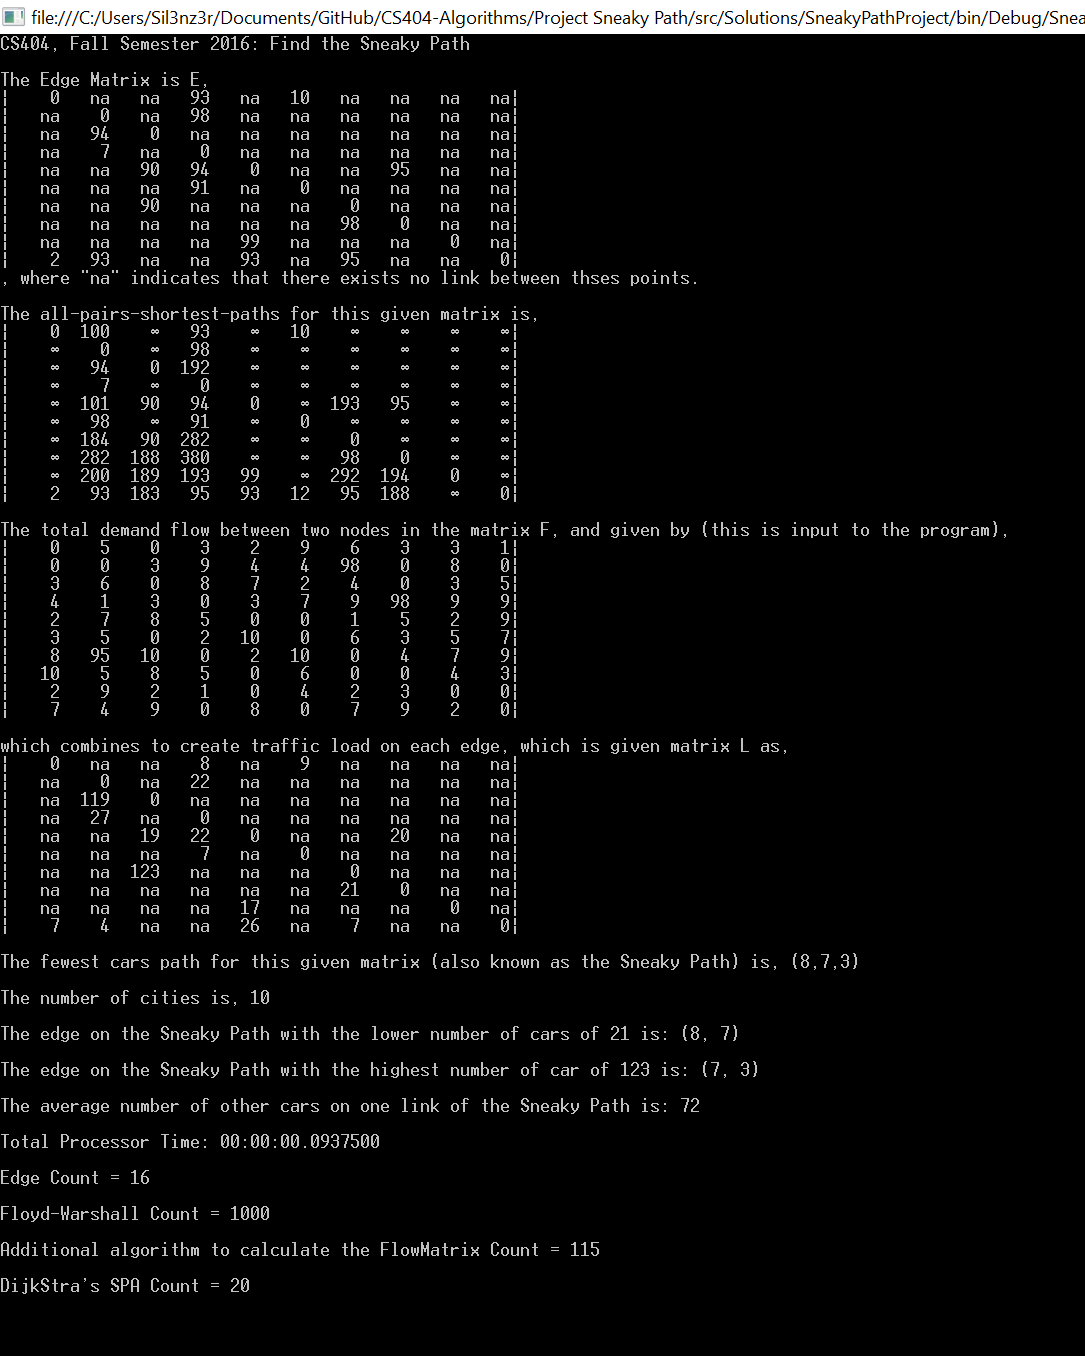 file:///C:/Users/Sil3nz3r/Documents/GitHub/CS404-Algorithms/Project Sneaky Path/src/Solutions/SneakyPathProject/bin/Debug/Snea
CS404, Fall Semester 2016: Find the Sneaky Path
The Edge Matrix is E,
¦ 0 na na 93 na 10 na na na na¦
¦ na 0 na 98 na na na na na na¦
¦ na 94 0 na na na na na na na¦
¦ na 7 na 0 na na na na na na¦
¦ na na 90 94 0 na na 95 na na¦
¦ na na na 91 na 0 na na na na¦
¦ na na 90 na na na 0 na na na¦
¦ na na na na na na 98 0 na na¦
¦ na na na na 99 na na na 0 na¦
¦ 2 93 na na 93 na 95 na na 0¦
, where "na" indicates that there exists no link between thses points.
The all-pairs-shortest-paths for this given matrix is,
¦ 0 100 ∞ 93 ∞ 10 ∞ ∞ ∞ ∞¦
¦ ∞ 0 ∞ 98 ∞ ∞ ∞ ∞ ∞ ∞¦
¦ ∞ 94 0 192 ∞ ∞ ∞ ∞ ∞ ∞¦
¦ ∞ 7 ∞ 0 ∞ ∞ ∞ ∞ ∞ ∞¦
¦ ∞ 101 90 94 0 ∞ 193 95 ∞ ∞¦
¦ ∞ 98 ∞ 91 ∞ 0 ∞ ∞ ∞ ∞¦
¦ ∞ 184 90 282 ∞ ∞ 0 ∞ ∞ ∞¦
¦ ∞ 282 188 380 ∞ ∞ 98 0 ∞ ∞¦
¦ ∞ 200 189 193 99 ∞ 292 194 0 ∞¦
¦ 2 93 183 95 93 12 95 188 ∞ 0¦
The total demand flow between two nodes in the matrix F, and given by (this is input to the program),
¦ 0 5 0 3 2 9 6 3 3 1¦
¦ 0 0 3 9 4 4 98 0 8 0¦
¦ 3 6 0 8 7 2 4 0 3 5¦
¦ 4 1 3 0 3 7 9 98 9 9¦
¦ 2 7 8 5 0 0 1 5 2 9¦
¦ 3 5 0 2 10 0 6 3 5 7¦
¦ 8 95 10 0 2 10 0 4 7 9¦
¦ 10 5 8 5 0 6 0 0 4 3¦
¦ 2 9 2 1 0 4 2 3 0 0¦
¦ 7 4 9 0 8 0 7 9 2 0¦
which combines to create traffic load on each edge, which is given matrix L as,
¦ 0 na na 8 na 9 na na na na¦
¦ na 0 na 22 na na na na na na¦
¦ na 119 0 na na na na na na na¦
¦ na 27 na 0 na na na na na na¦
¦ na na 19 22 0 na na 20 na na¦
¦ na na na 7 na 0 na na na na¦
¦ na na 123 na na na 0 na na na¦
¦ na na na na na na 21 0 na na¦
¦ na na na na 17 na na na 0 na¦
¦ 7 4 na na 26 na 7 na na 0¦
The fewest cars path for this given matrix (also known as the Sneaky Path) is, (8,7,3)
The number of cities is, 10
The edge on the Sneaky Path with the lower number of cars of 21 is: (8, 7)
The edge on the Sneaky Path with the highest number of car of 123 is: (7, 3)
The average number of other cars on one link of the Sneaky Path is: 72
Total Processor Time: 00:00:00.0937500
Edge Count = 16
Floyd-Warshall Count = 1000
Additional algorithm to calculate the FlowMatrix Count = 115
DijkStra's SPA Count = 20